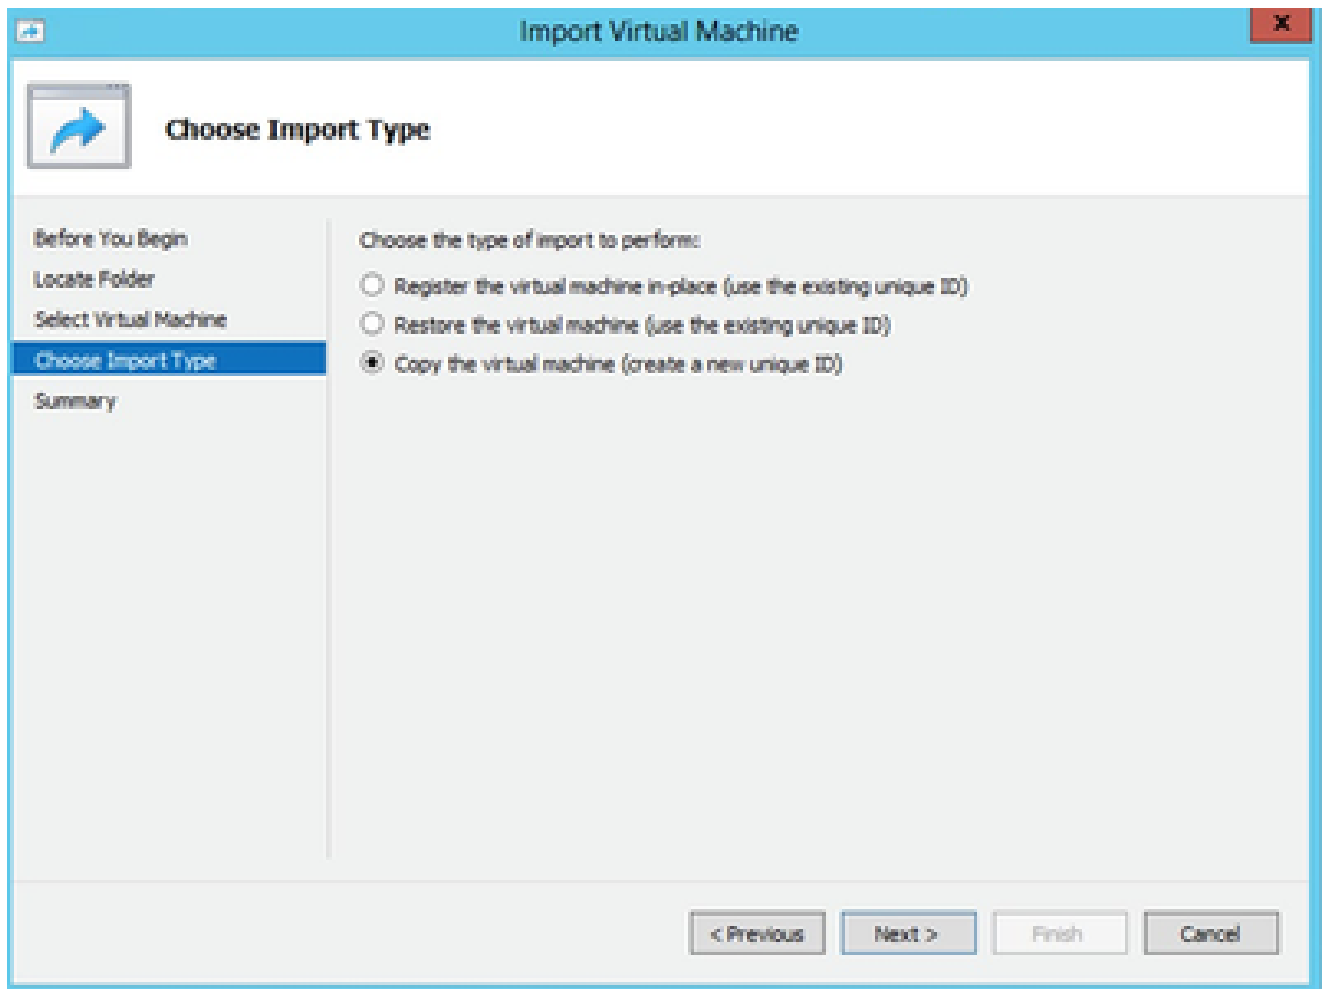 Import Virtual Machine
x
Choose Import Type
Before You Begin
Locate Folder
Select Virtual Machine
Choose Import Type
Summary
Choose the type of import to perform:
Register the virtual machine in-place (use the existing unique ID)
Restore the virtual machine (use the existing unique ID)
Copy the virtual machine (create a new unique ID)
< Previous
Next >
Finish
Cancel